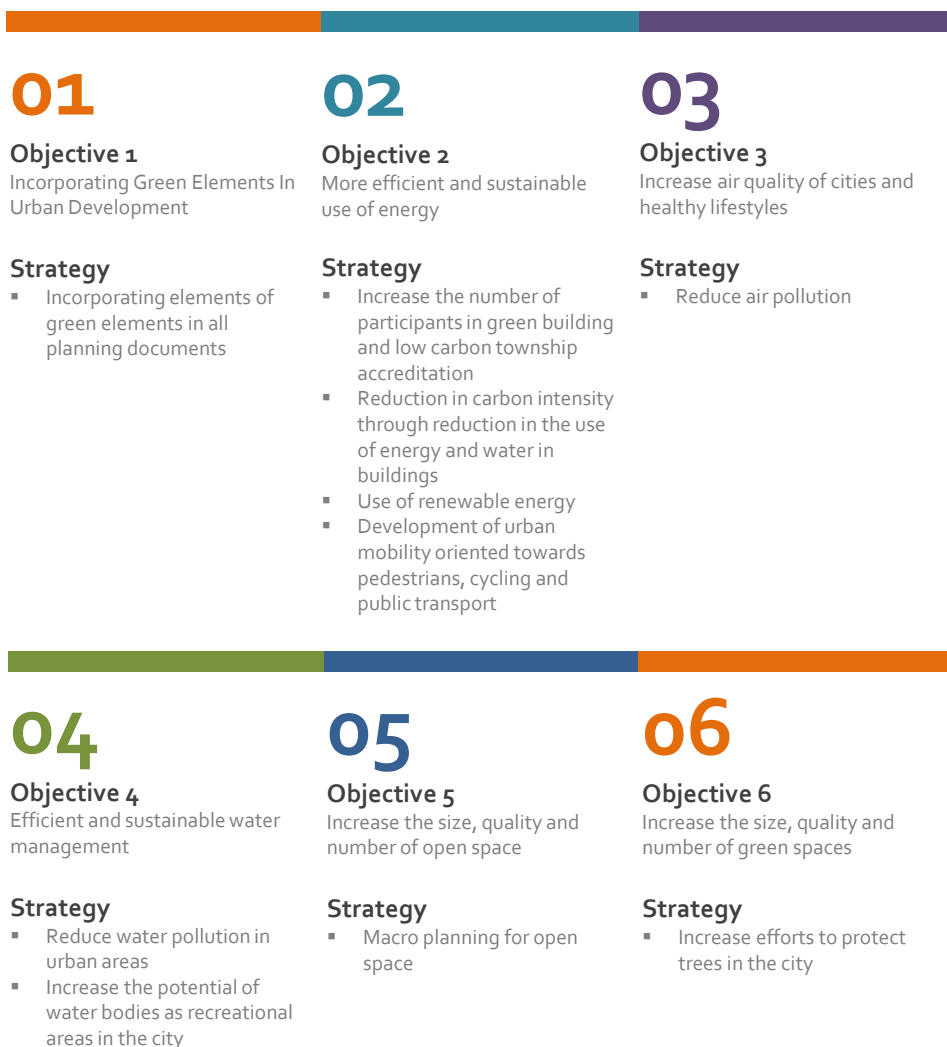 01
Objective 1
Incorporating Green Elements In
Urban Development
Strategy
▪ Incorporating elements of
green elements in all
planning documents
02
Objective 2
More efficient and sustainable
use of energy
Strategy
▪ Increase the number of
participants in green building
and low carbon township
accreditation
▪ Reduction in carbon intensity
through reduction in the use
of energy and water in
buildings
▪ Use of renewable energy
▪ Development of urban
mobility oriented towards
pedestrians, cycling and
public transport
03
Objective 3
Increase air quality of cities and
healthy lifestyles
Strategy
▪ Reduce air pollution
04
Objective 4
Efficient and sustainable water
management
Strategy
▪ Reduce water pollution in
urban areas
▪ Increase the potential of
water bodies as recreational
areas in the city
05
Objective 5
Increase the size, quality and
number of open space
Strategy
▪ Macro planning for open
space
06
Objective 6
Increase the size, quality and
number of green spaces
Strategy
▪ Increase efforts to protect
trees in the city